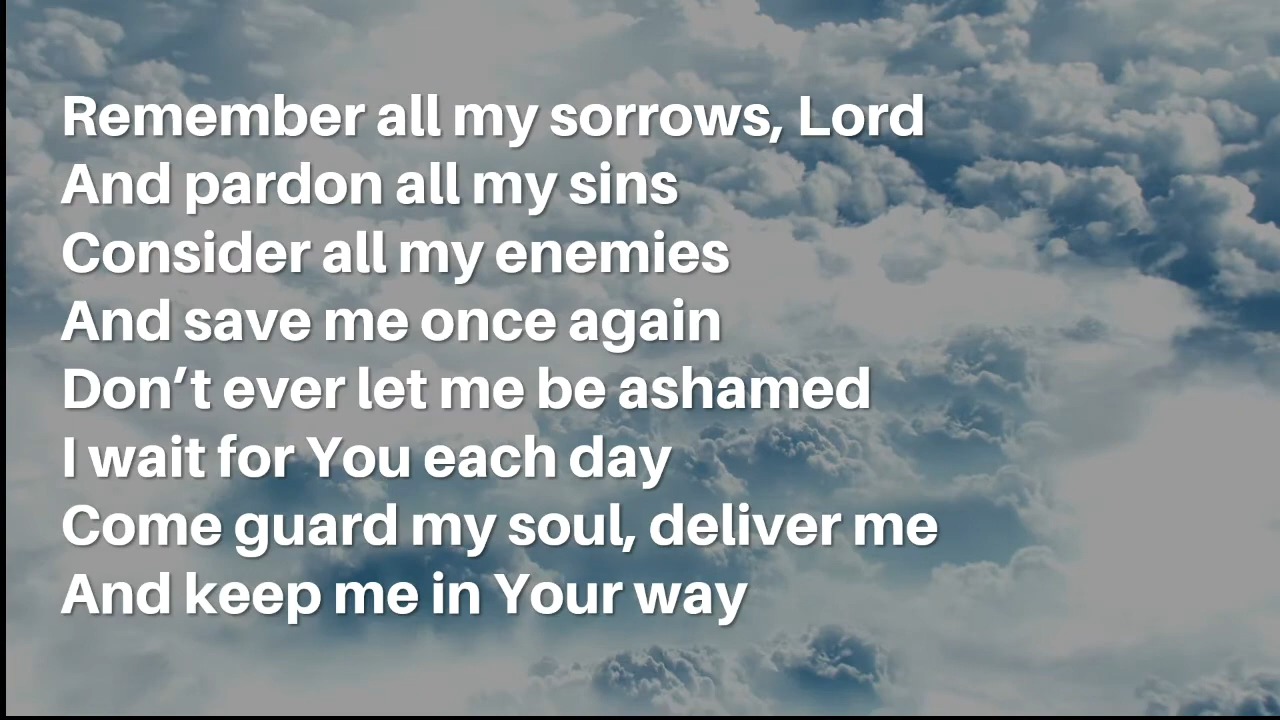 Remember all my sorrows, Lord
And pardon all my sins
Consider all my enemies
And save me once again
Don’t ever let me be ashamed
I wait for You each day
Come guard my soul, deliver me
And keep me in Your way